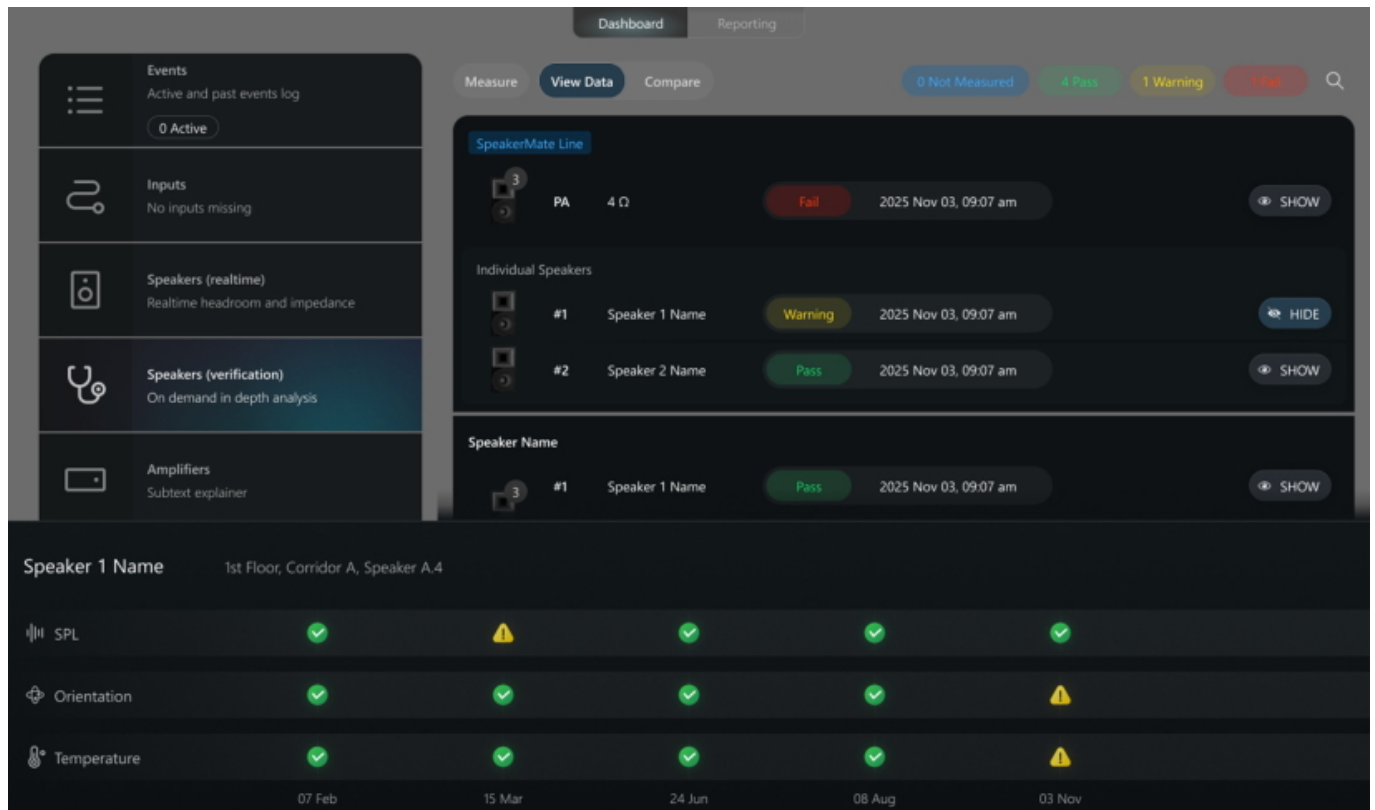 Dashboard
Reporting
Events
Active and past events log
0 Active
Inputs
No inputs missing
Speakers (realtime)
Realtime headroom and impedance
Speakers (verification)
On demand in depth analysis
Amplifiers
Subtext explainer
Measure
View Data
Compare
0 Not Measured
4 Pass
1 Warning
1 Fail
SpeakerMate Line
3
PA 4 Ω Fail 2025 Nov 03, 09:07 am SHOW
Individual Speakers
#1 Speaker 1 Name Warning 2025 Nov 03, 09:07 am HIDE
#2 Speaker 2 Name Pass 2025 Nov 03, 09:07 am SHOW
Speaker Name
3
#1 Speaker 1 Name Pass 2025 Nov 03, 09:07 am SHOW
Speaker 1 Name 1st Floor, Corridor A, Speaker A.4
SPL
Orientation
Temperature
07 Feb 15 Mar 24 Jun 08 Aug 03 Nov